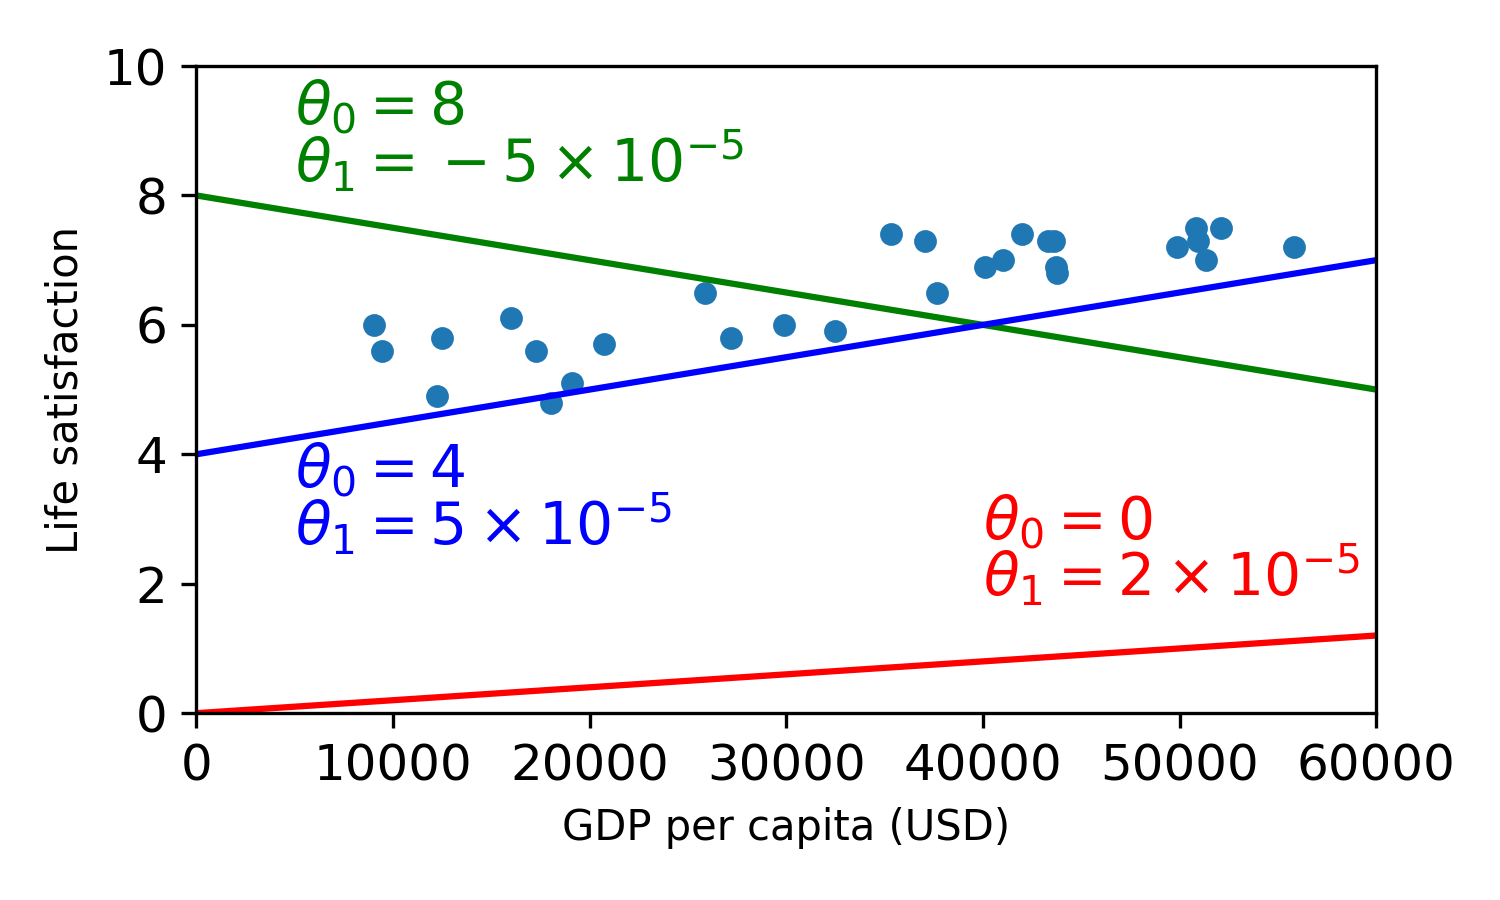 Life satisfaction
10
8
6
4
2
0
θ₀ = 8
θ₁ = −5 × 10⁻⁵
θ₀ = 4
θ₁ = 5 × 10⁻⁵
θ₀ = 0
θ₁ = 2 × 10⁻⁵
0 10000 20000 30000 40000 50000 60000
GDP per capita (USD)